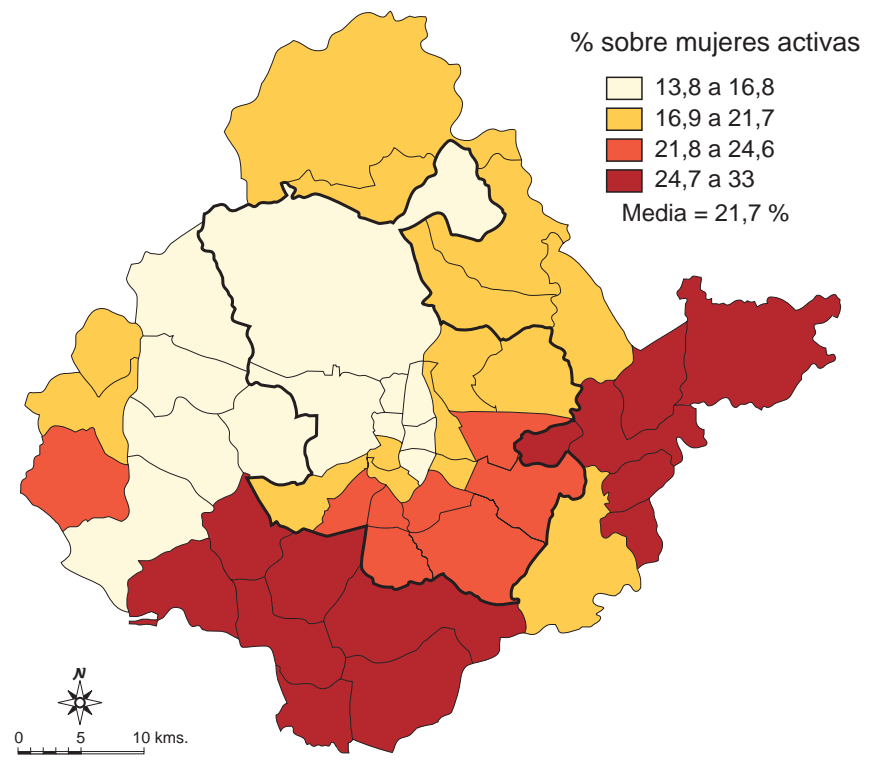 % sobre mujeres activas
13,8 a 16,8
16,9 a 21,7
21,8 a 24,6
24,7 a 33
Media = 21,7 %
N
0 5 10 kms.